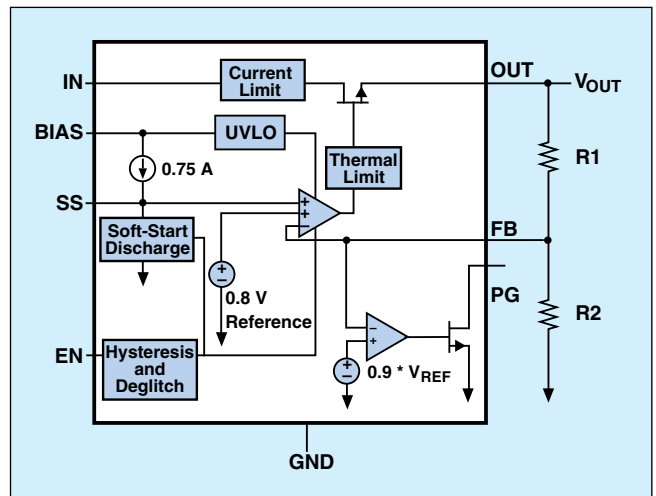 IN
Current
Limit
OUT
VOUT
BIAS
UVLO
Thermal
Limit
R1
0.75 A
SS
+
+
−
Soft-Start
Discharge
FB
+
−
0.8 V
Reference
PG
R2
−
+
EN
Hysteresis
and
Deglitch
+
−
0.9 * VREF
GND